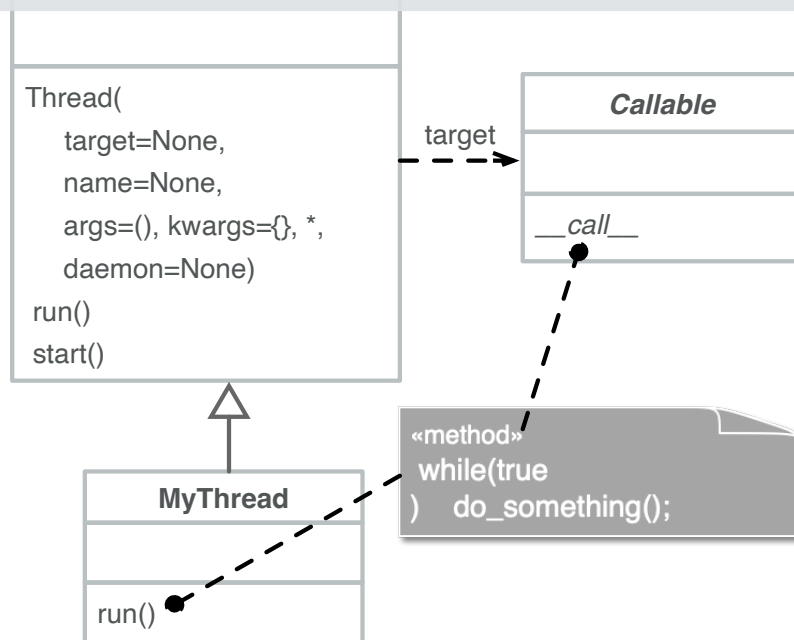 Thread(
target=None,
name=None,
args=(), kwargs={}, *,
daemon=None)
run()
start()
target
Callable
__call__
«method»
while(true
) do_something();
MyThread
run()